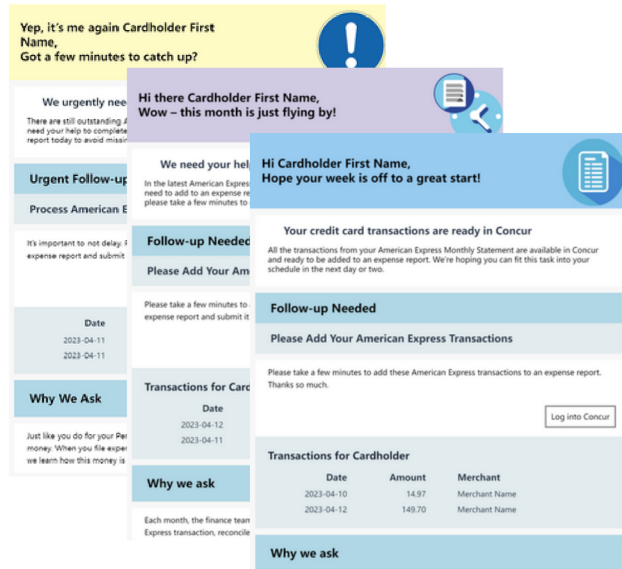 Yep, it's me again Cardholder First
Name,
Got a few minutes to catch up?
We urgently nee
There are still outstanding
need your help to complete
report today to avoid
Urgent Follow-up
Process American E
It's important to not delay.
expense report and submit
Date
2023-04-11
2023-04-11
Why We Ask
Just like you do for your Per
money. When you file expen
we learn how this money is
Hi there Cardholder First Name,
Wow – this month is just flying by!
We need your hel
In the latest American Express
need to add to an expense re
please take a few minutes to
Follow-up Needed
Please Add Your Am
Please take a few minutes to
expense report and submit it
Transactions for Card
Date
2023-04-12
2023-04-11
Why we ask
Each month, the finance team
Express transaction, reconcile
Hi Cardholder First Name,
Hope your week is off to a great start!
Your credit card transactions are ready in Concur
All the transactions from your American Express Monthly Statement are available in Concur
and ready to be added to an expense report. We're hoping you can fit this task into your
schedule in the next day or two.
Follow-up Needed
Please Add Your American Express Transactions
Please take a few minutes to add these American Express transactions to an expense report.
Thanks so much.
Log into Concur
Transactions for Cardholder
Date Amount Merchant
2023-04-10 14.97 Merchant Name
2023-04-12 149.70 Merchant Name
Why we ask